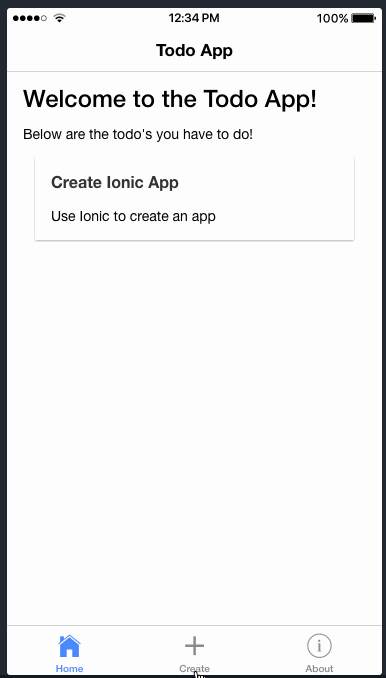 12:34 PM 100%
Todo App
Welcome to the Todo App!
Below are the todo's you have to do!
Create Ionic App
Use Ionic to create an app
Home Create About